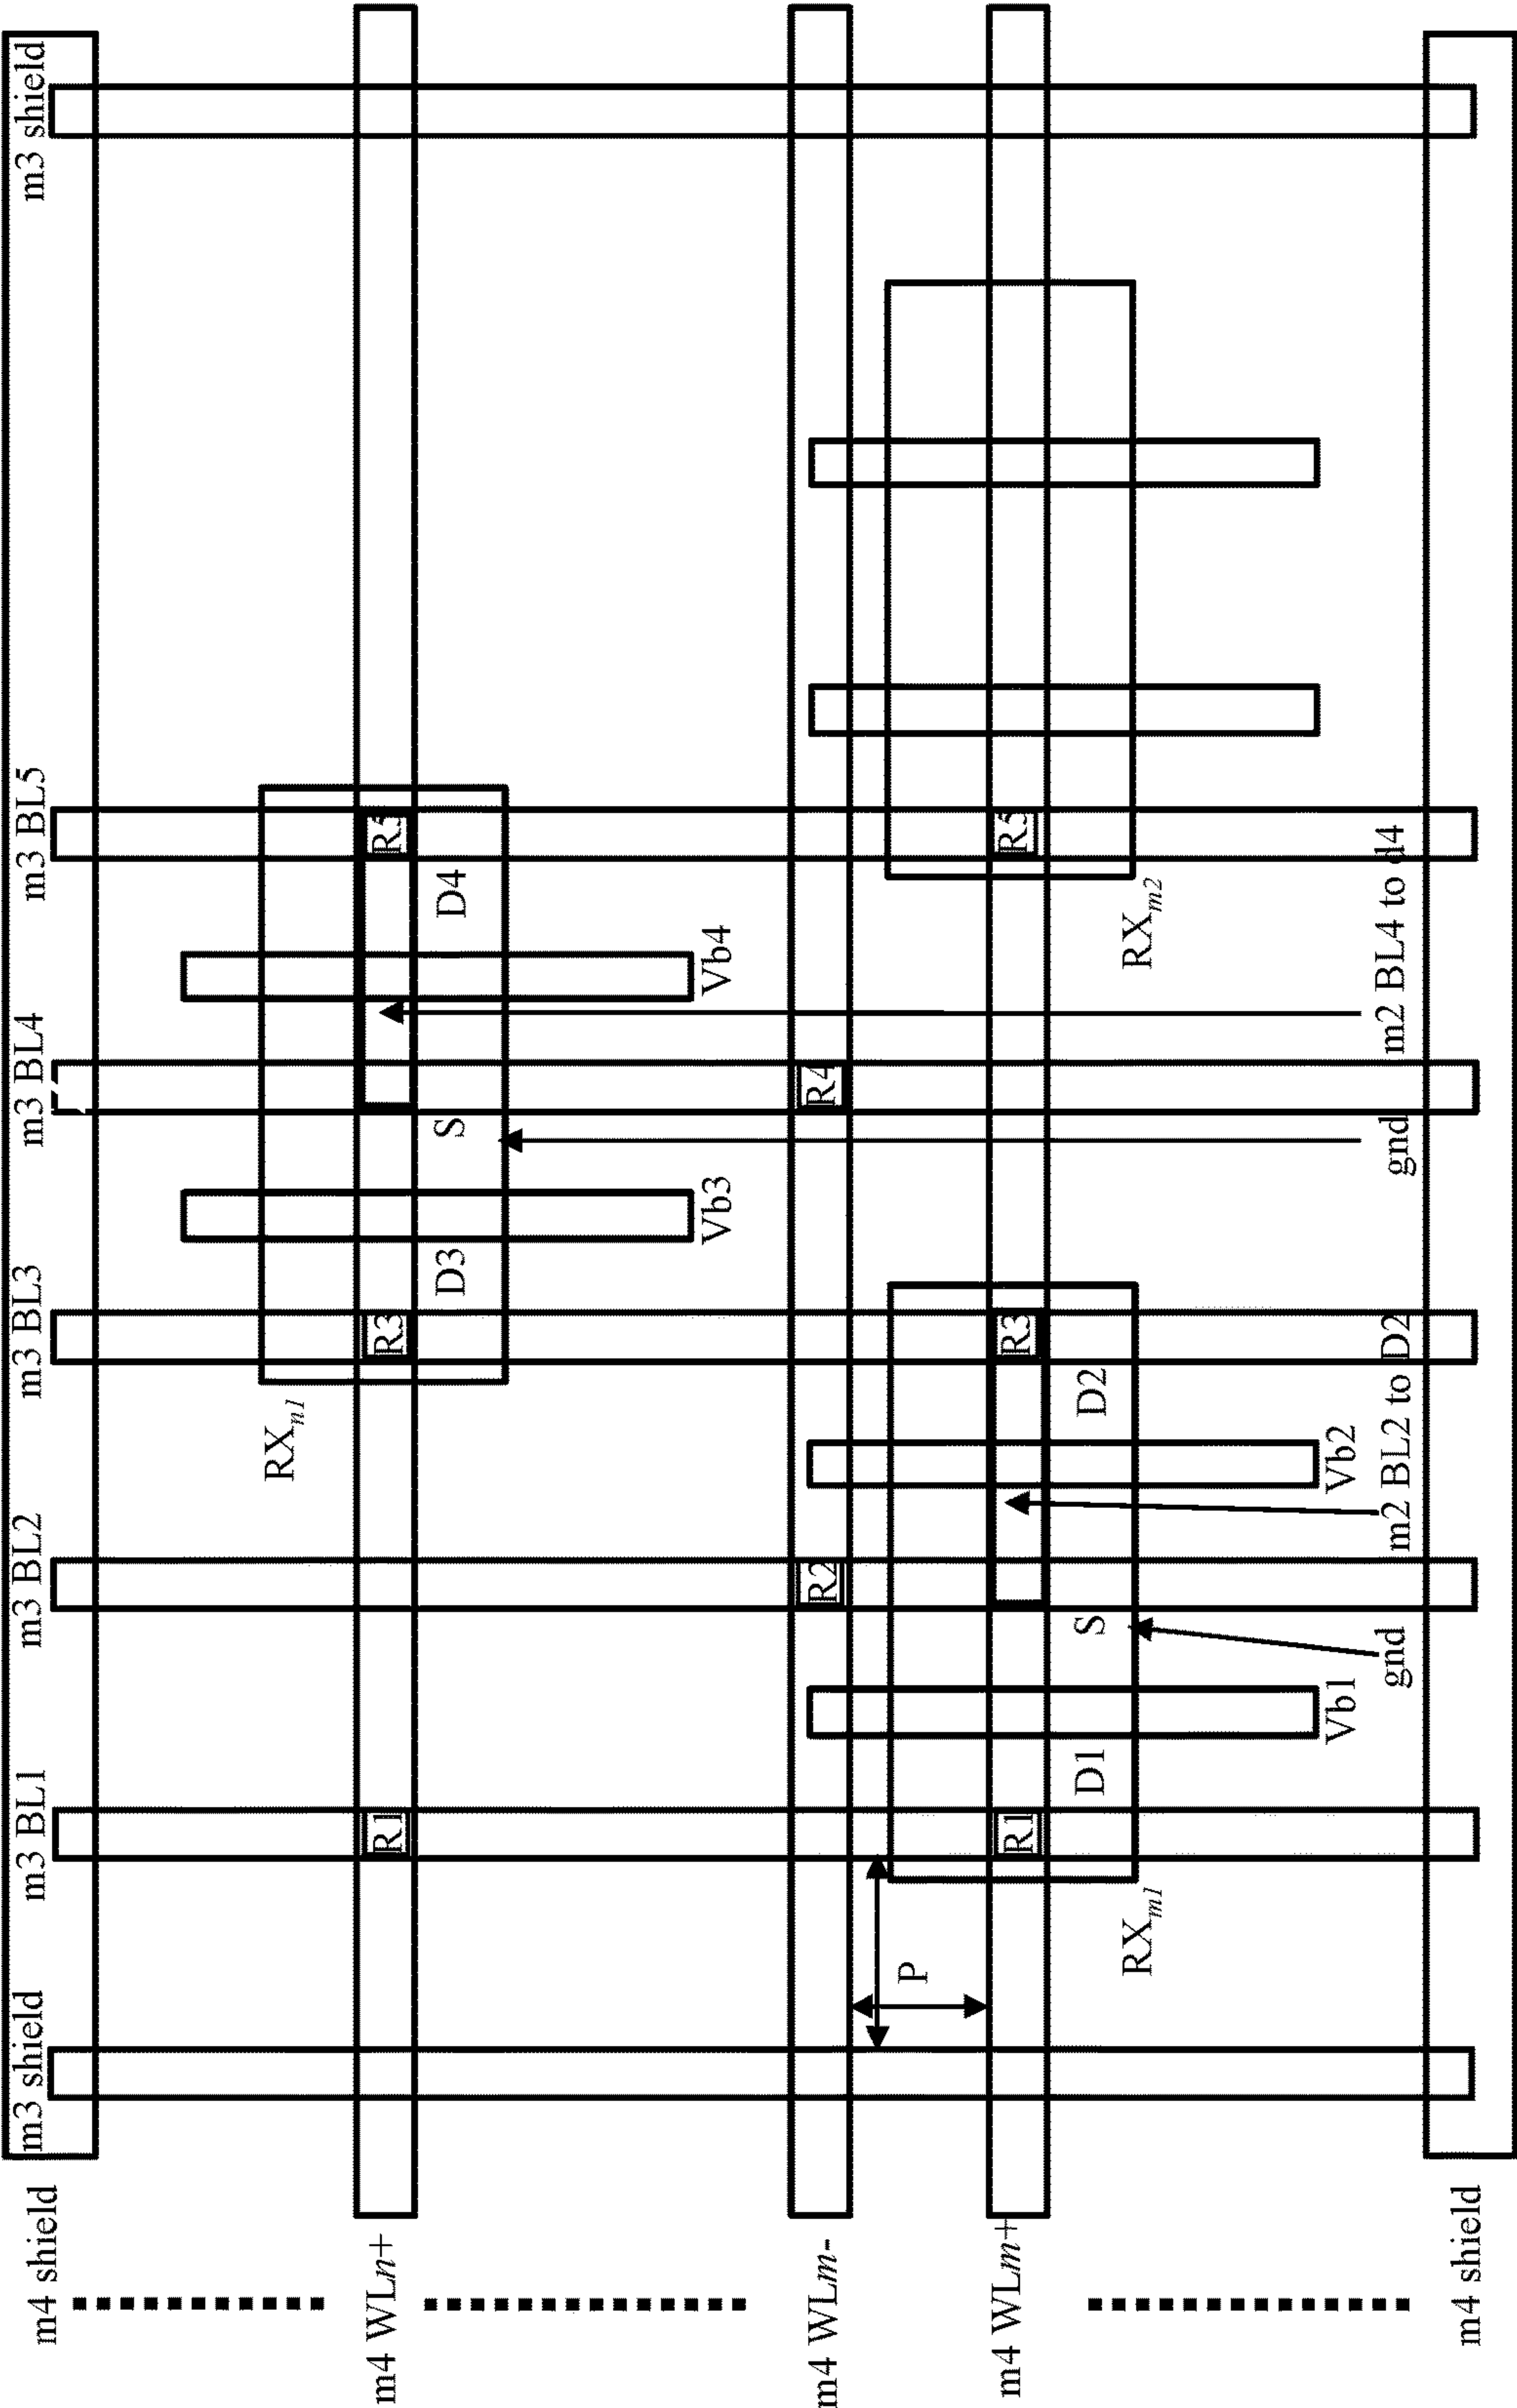 m4 shield
m3 shield
m3 BL1
m3 BL2
m3 BL3
m3 BL4
m3 BL5
m3 shield
RXn1
m4 WLn+
R1
R3
R5
D3
S
D4
Vb3
Vb4
m4 WLm-
R2
R4
P
m4 WLm+
R1
R3
R5
D1
S
D2
RXm1
RXm2
Vb1
Vb2
gnd
m2 BL2 to D2
gnd
m2 BL4 to d4
m4 shield